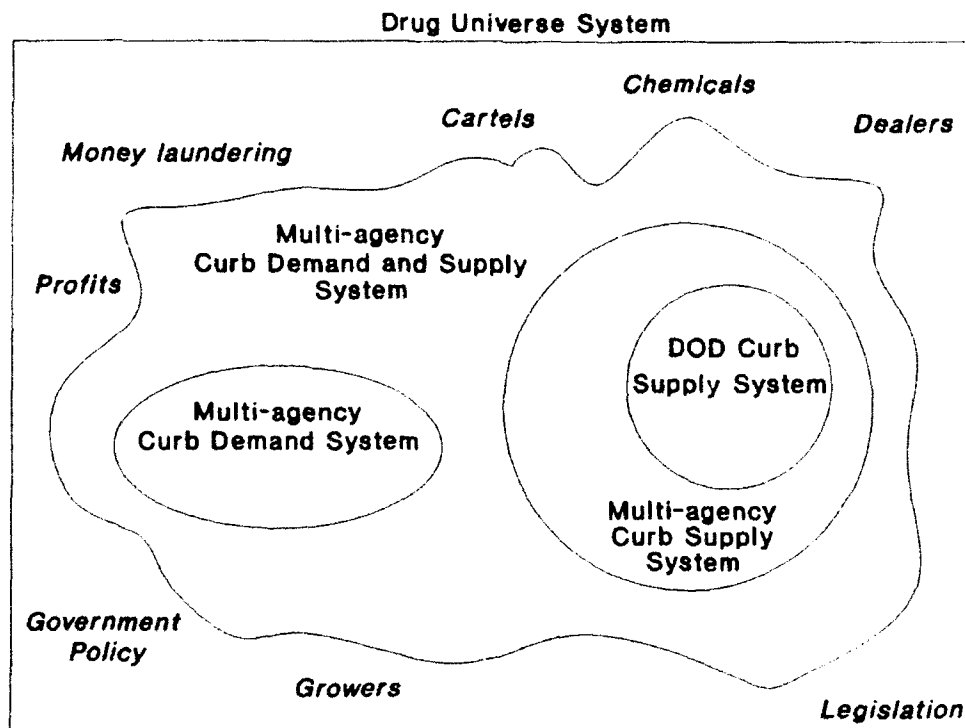 Drug Universe System
Chemicals
Cartels
Dealers
Money laundering
Multi-agency
Curb Demand and Supply
System
Profits
DOD Curb
Supply System
Multi-agency
Curb Demand System
Multi-agency
Curb Supply
System
Government
Policy
Growers
Legislation